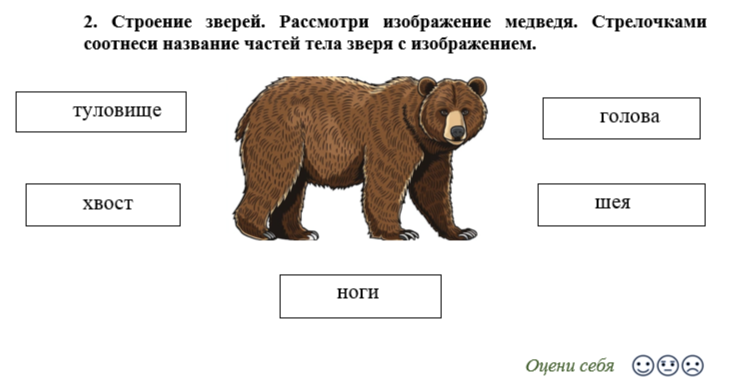 2. Строение зверей. Рассмотри изображение медведя. Стрелочками
соотнеси название частей тела зверя с изображением.
туловище
голова
хвост
шея
ноги
Оцени себя